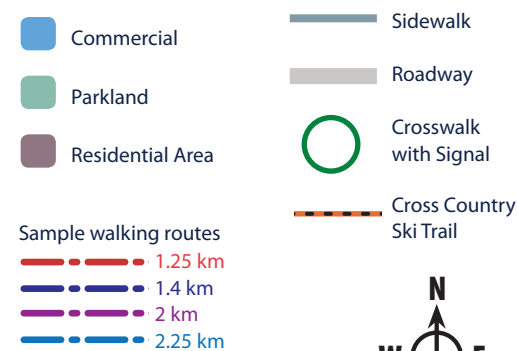 Commercial
Parkland
Residential Area
Sample walking routes
1.25 km
1.4 km
2 km
2.25 km
Sidewalk
Roadway
Crosswalk
with Signal
Cross Country
Ski Trail
N
W E